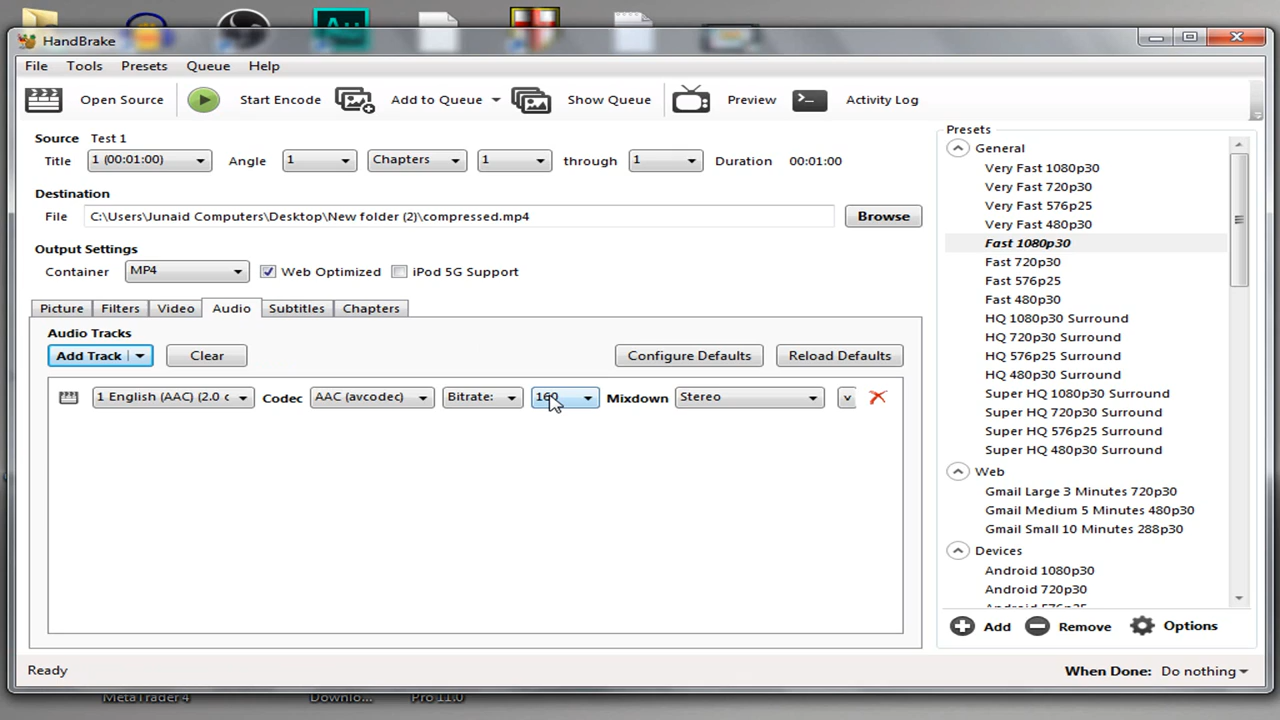 HandBrake
File Tools Presets Queue Help
Open Source Start Encode Add to Queue Show Queue Preview Activity Log
Source Test 1
Title 1 (00:01:00) Angle 1 Chapters 1 through 1 Duration 00:01:00
Destination
File C:\Users\Junaid Computers\Desktop\New folder (2)\compressed.mp4 Browse
Output Settings
Container MP4 Web Optimized iPod 5G Support
Picture Filters Video Audio Subtitles Chapters
Audio Tracks
Add Track Clear Configure Defaults Reload Defaults
1 English (AAC) (2.0 c Codec AAC (avcodec) Bitrate: 160 Mixdown Stereo v
Presets
General
Very Fast 1080p30
Very Fast 720p30
Very Fast 576p25
Very Fast 480p30
Fast 1080p30
Fast 720p30
Fast 576p25
Fast 480p30
HQ 1080p30 Surround
HQ 720p30 Surround
HQ 576p25 Surround
HQ 480p30 Surround
Super HQ 1080p30 Surround
Super HQ 720p30 Surround
Super HQ 576p25 Surround
Super HQ 480p30 Surround
Web
Gmail Large 3 Minutes 720p30
Gmail Medium 5 Minutes 480p30
Gmail Small 10 Minutes 288p30
Devices
Android 1080p30
Android 720p30
Android 576p25
Add Remove Options
Ready When Done: Do nothing
MetaTrader 4 Downlo... Pro 11.0